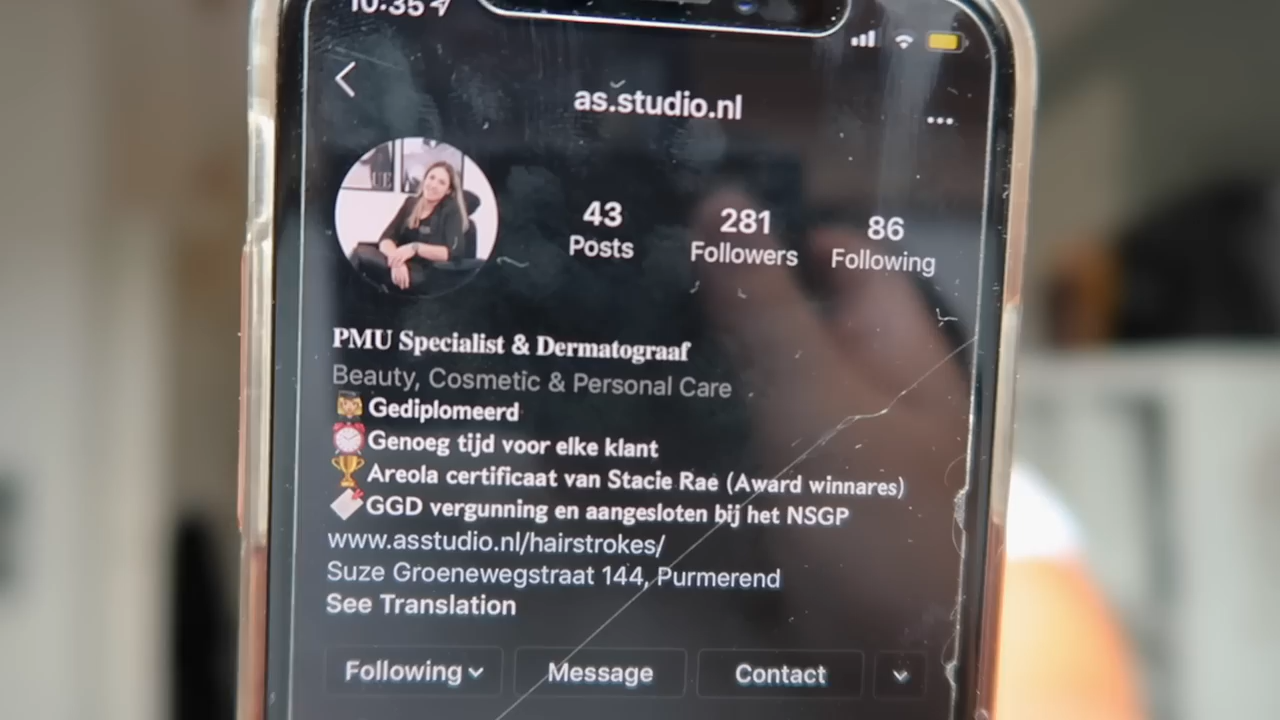 10:35
as.studio.nl
43 Posts
281 Followers
86 Following
PMU Specialist & Dermatograaf
Beauty, Cosmetic & Personal Care
Gediplomeerd
Genoeg tijd voor elke klant
Areola certificaat van Stacie Rae (Award winnares)
GGD vergunning en aangesloten bij het NSGP
www.asstudio.nl/hairstrokes/
Suze Groenewegstraat 144, Purmerend
See Translation
Following
Message
Contact